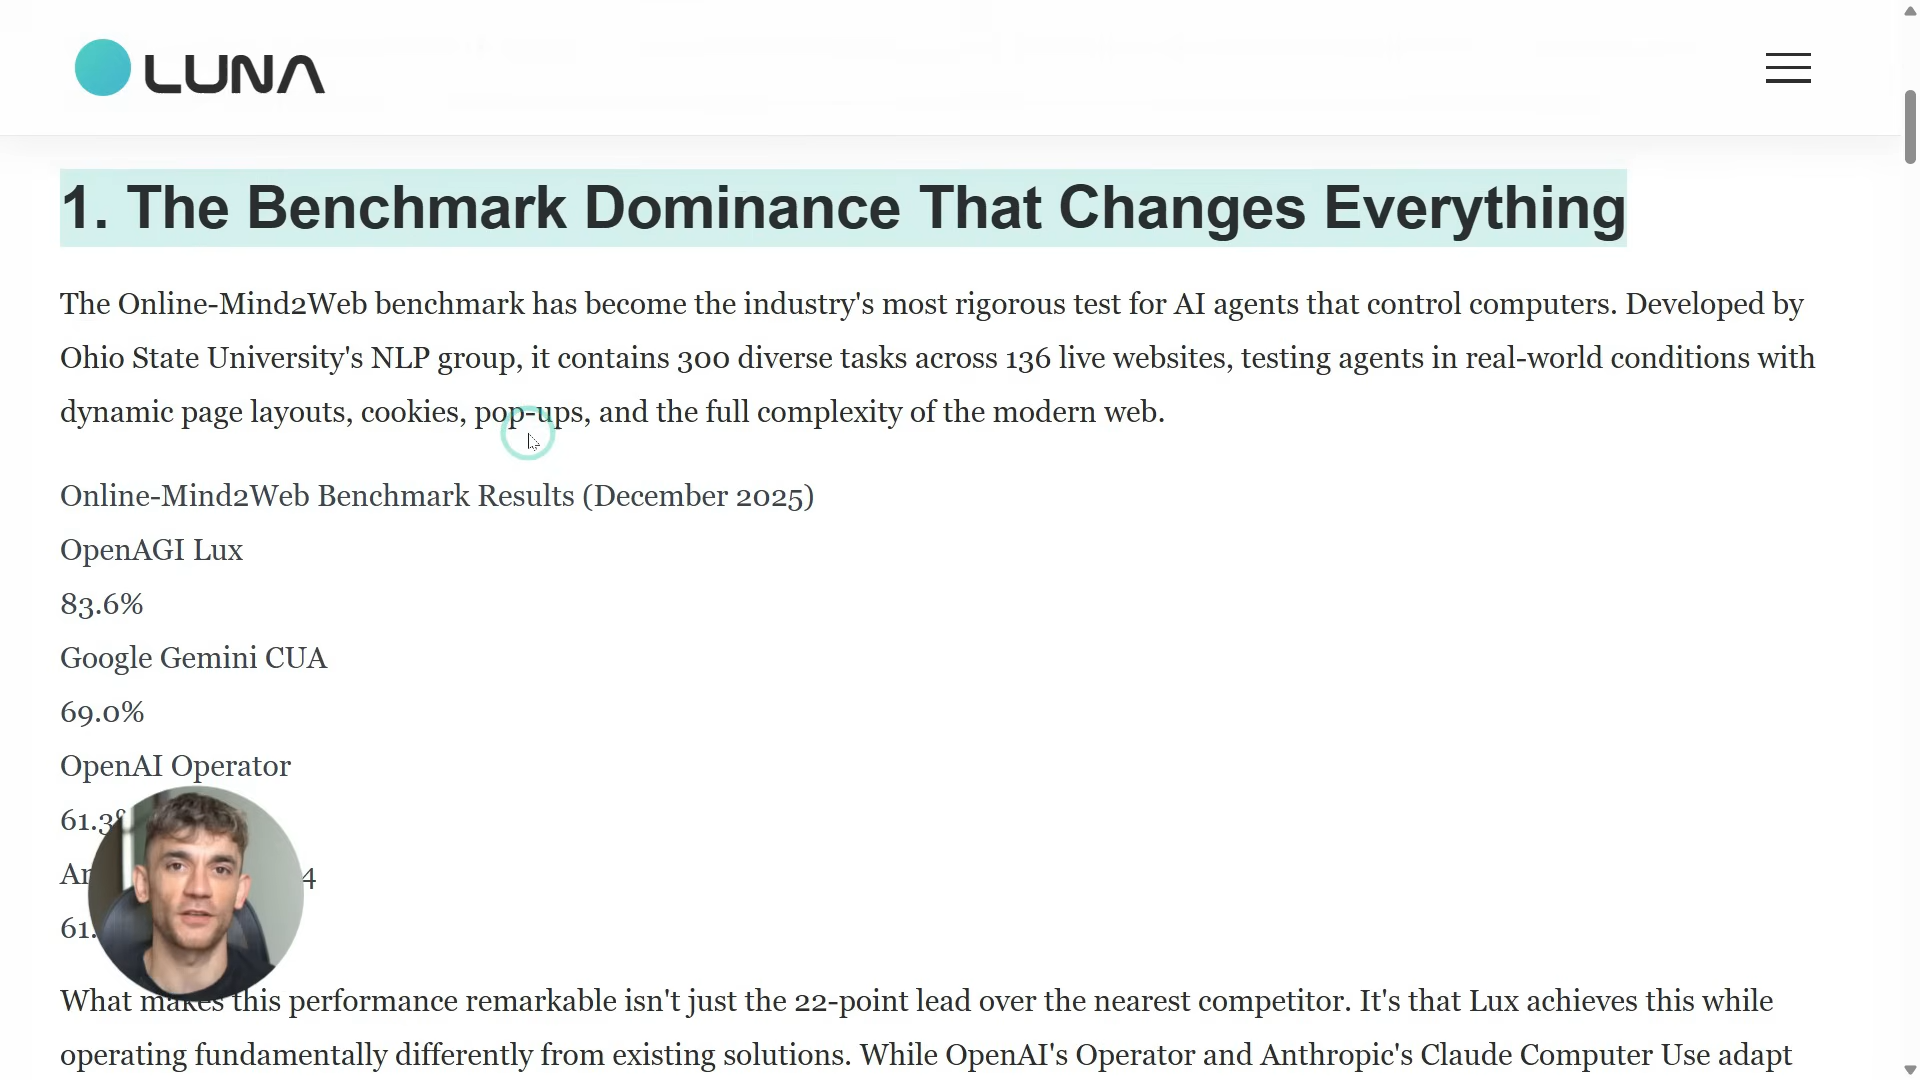 LUNA
1. The Benchmark Dominance That Changes Everything
The Online-Mind2Web benchmark has become the industry's most rigorous test for AI agents that control computers. Developed by
Ohio State University's NLP group, it contains 300 diverse tasks across 136 live websites, testing agents in real-world conditions with
dynamic page layouts, cookies, pop-ups, and the full complexity of the modern web.
Online-Mind2Web Benchmark Results (December 2025)
OpenAGI Lux
83.6%
Google Gemini CUA
69.0%
OpenAI Operator
61.3%
4
61.
What makes this performance remarkable isn't just the 22-point lead over the nearest competitor. It's that Lux achieves this while
operating fundamentally differently from existing solutions. While OpenAI's Operator and Anthropic's Claude Computer Use adapt